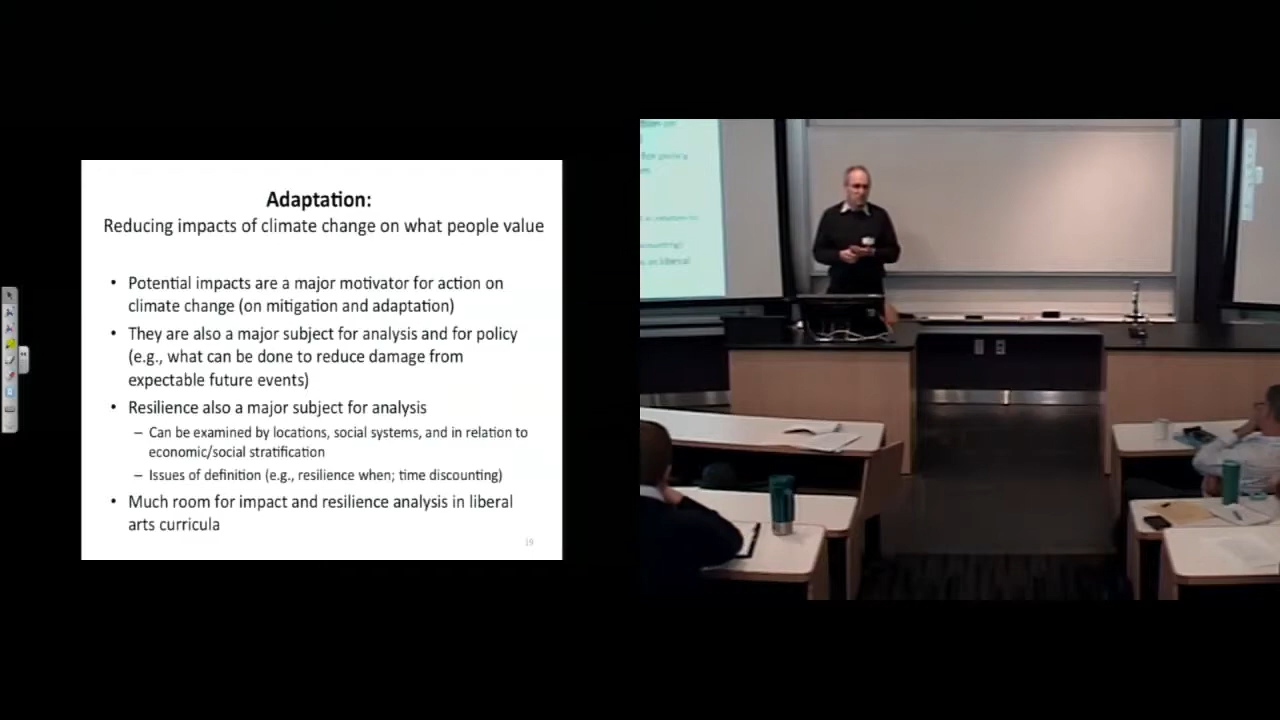 Adaptation:
Reducing impacts of climate change on what people value
• Potential impacts are a major motivator for action on
climate change (on mitigation and adaptation)
• They are also a major subject for analysis and for policy
(e.g., what can be done to reduce damage from
expectable future events)
• Resilience also a major subject for analysis
– Can be examined by locations, social systems, and in relation to
economic/social stratification
– Issues of definition (e.g., resilience when; time discounting)
• Much room for impact and resilience analysis in liberal
arts curricula
19